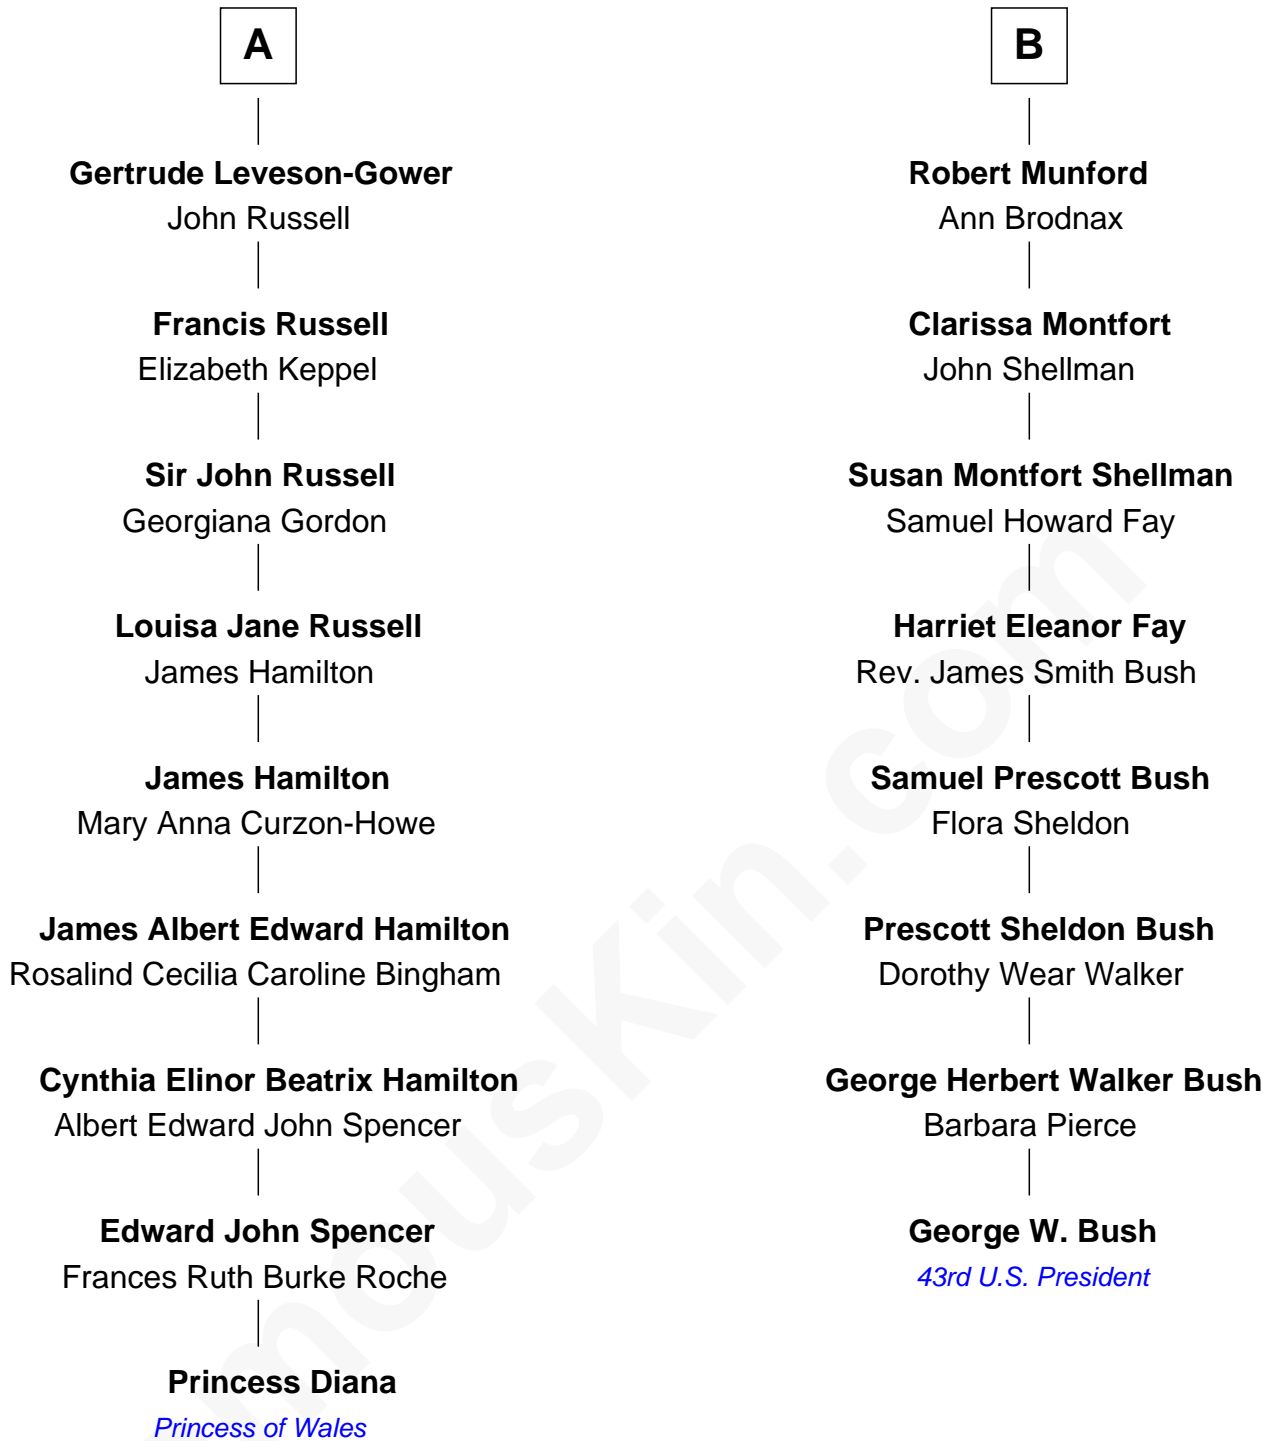 A
Gertrude Leveson-Gower
John Russell
Francis Russell
Elizabeth Keppel
Sir John Russell
Georgiana Gordon
Louisa Jane Russell
James Hamilton
James Hamilton
Mary Anna Curzon-Howe
James Albert Edward Hamilton
Rosalind Cecilia Caroline Bingham
Cynthia Elinor Beatrix Hamilton
Albert Edward John Spencer
Edward John Spencer
Frances Ruth Burke Roche
Princess Diana
Princess of Wales
B
Robert Munford
Ann Brodnax
Clarissa Montfort
John Shellman
Susan Montfort Shellman
Samuel Howard Fay
Harriet Eleanor Fay
Rev. James Smith Bush
Samuel Prescott Bush
Flora Sheldon
Prescott Sheldon Bush
Dorothy Wear Walker
George Herbert Walker Bush
Barbara Pierce
George W. Bush
43rd U.S. President
mousKin.com